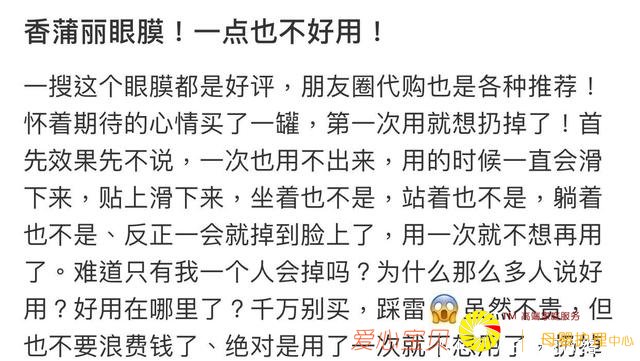 香蒲丽眼膜！一点也不好用！
一搜这个眼膜都是好评，朋友圈代购也是各种推荐！
怀着期待的心情买了一罐，第一次用就想扔掉了！首
先效果先不说，一次也用不出来，用的时候一直会滑
下来，贴上滑下来，坐着也不是，站着也不是，躺着
也不是、反正一会就掉到脸上了，用一次就不想再用
了。难道只有我一个人会掉吗？为什么那么多人说好
用？好用在哪里了？千万别买，踩雷😱虽然不贵，但
也不要浪费钱了、绝对是用了一次就不想用了，
爱心宝贝
母婴护理中心